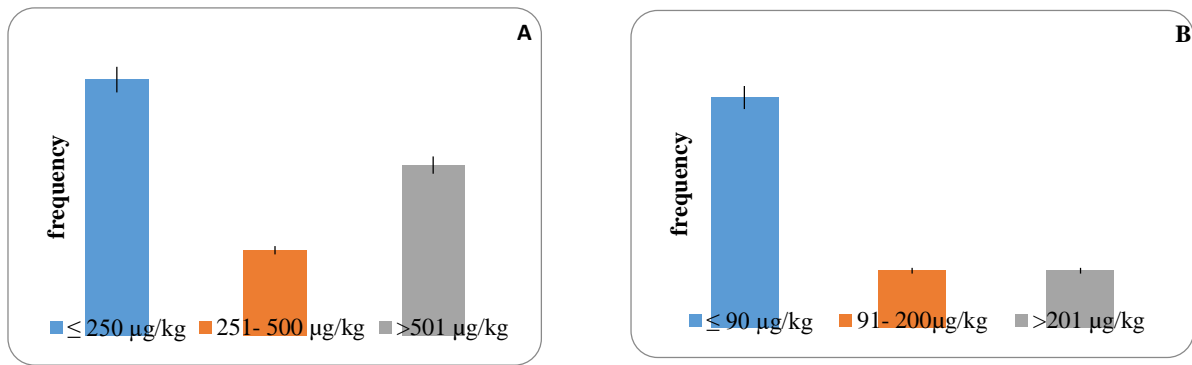 A
frequency
≤ 250 µg/kg 251- 500 µg/kg >501 µg/kg
B
frequency
≤ 90 µg/kg 91- 200µg/kg >201 µg/kg